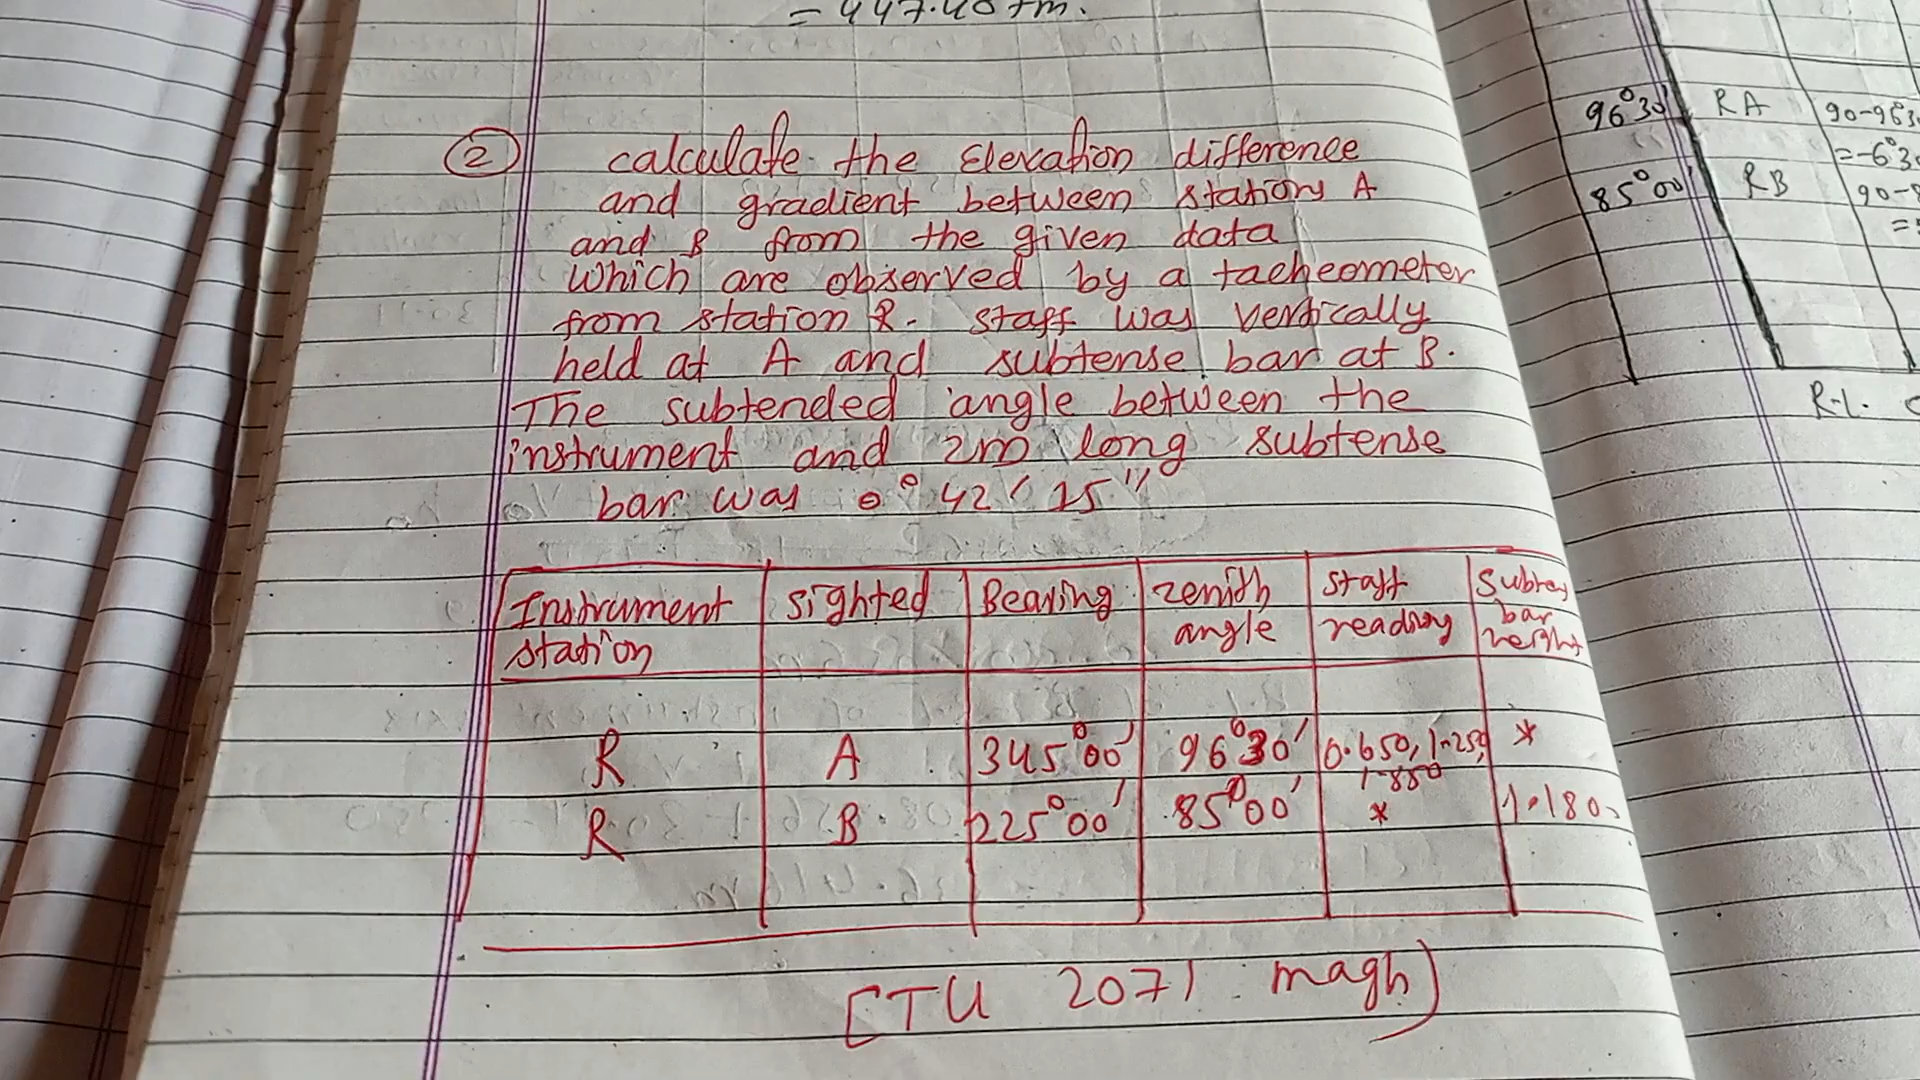 = 447.40 m.
②
calculate the Elevation difference
and gradient between stations A
and B from the given data
which are observed by a tacheometer
from station R. staff was vertically
held at A and subtense bar at B.
The subtended angle between the
instrument and 2m long subtense
bar was 0° 42' 15"
Instrument station sighted Bearing zenith angle staff reading bar height
R A 345°00' 96°30' 0.650, 1.250, 1.850 *
R B 225°00' 85°00' * 1.180
[TU 2071 magh)
96°30' RA 90-96°3
=-6°3
85°00' RB 90-8
=
R.L.